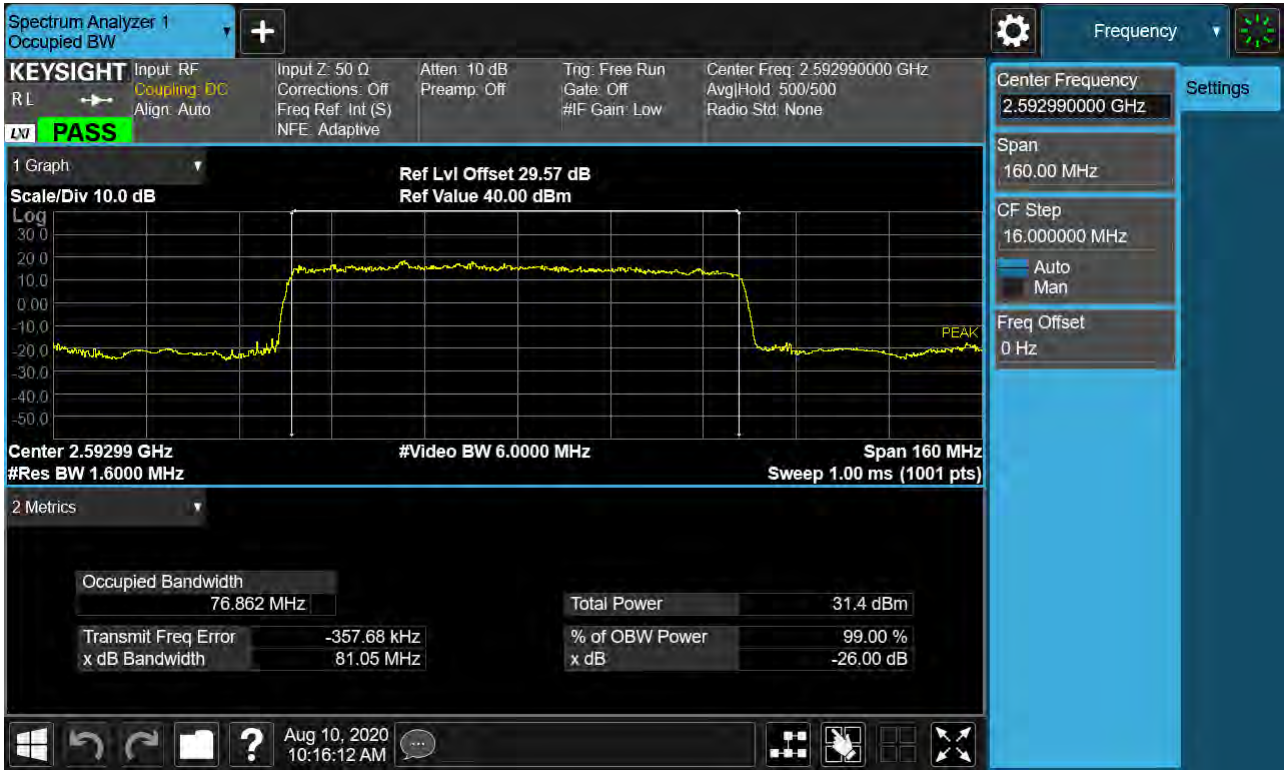 Spectrum Analyzer 1
Occupied BW
+
Frequency
KEYSIGHT
RL
LXI
PASS
Input: RF
Coupling: DC
Align: Auto
Input Z: 50 Ω
Corrections: Off
Freq Ref: Int (S)
NFE: Adaptive
Atten: 10 dB
Preamp: Off
Trig: Free Run
Gate: Off
#IF Gain: Low
Center Freq: 2.592990000 GHz
Avg|Hold: 500/500
Radio Std: None
Center Frequency
2.592990000 GHz
Settings
Span
160.00 MHz
CF Step
16.000000 MHz
Auto
Man
Freq Offset
0 Hz
1 Graph
Scale/Div 10.0 dB
Ref Lvl Offset 29.57 dB
Ref Value 40.00 dBm
Log
30.0
20.0
10.0
0.00
-10.0
-20.0
-30.0
-40.0
-50.0
PEAK
Center 2.59299 GHz
#Video BW 6.0000 MHz
Span 160 MHz
#Res BW 1.6000 MHz
Sweep 1.00 ms (1001 pts)
2 Metrics
Occupied Bandwidth
76.862 MHz
Total Power 31.4 dBm
Transmit Freq Error -357.68 kHz
% of OBW Power 99.00 %
x dB Bandwidth 81.05 MHz
x dB -26.00 dB
?
Aug 10, 2020
10:16:12 AM